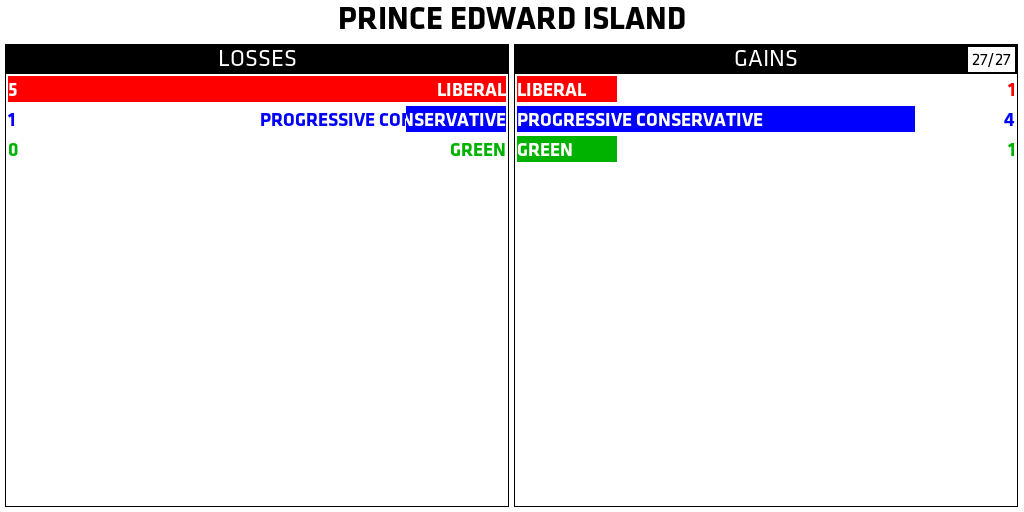 PRINCE EDWARD ISLAND
LOSSES
5 LIBERAL
1 PROGRESSIVE CONSERVATIVE
0 GREEN
GAINS 27/27
LIBERAL 1
PROGRESSIVE CONSERVATIVE 4
GREEN 1